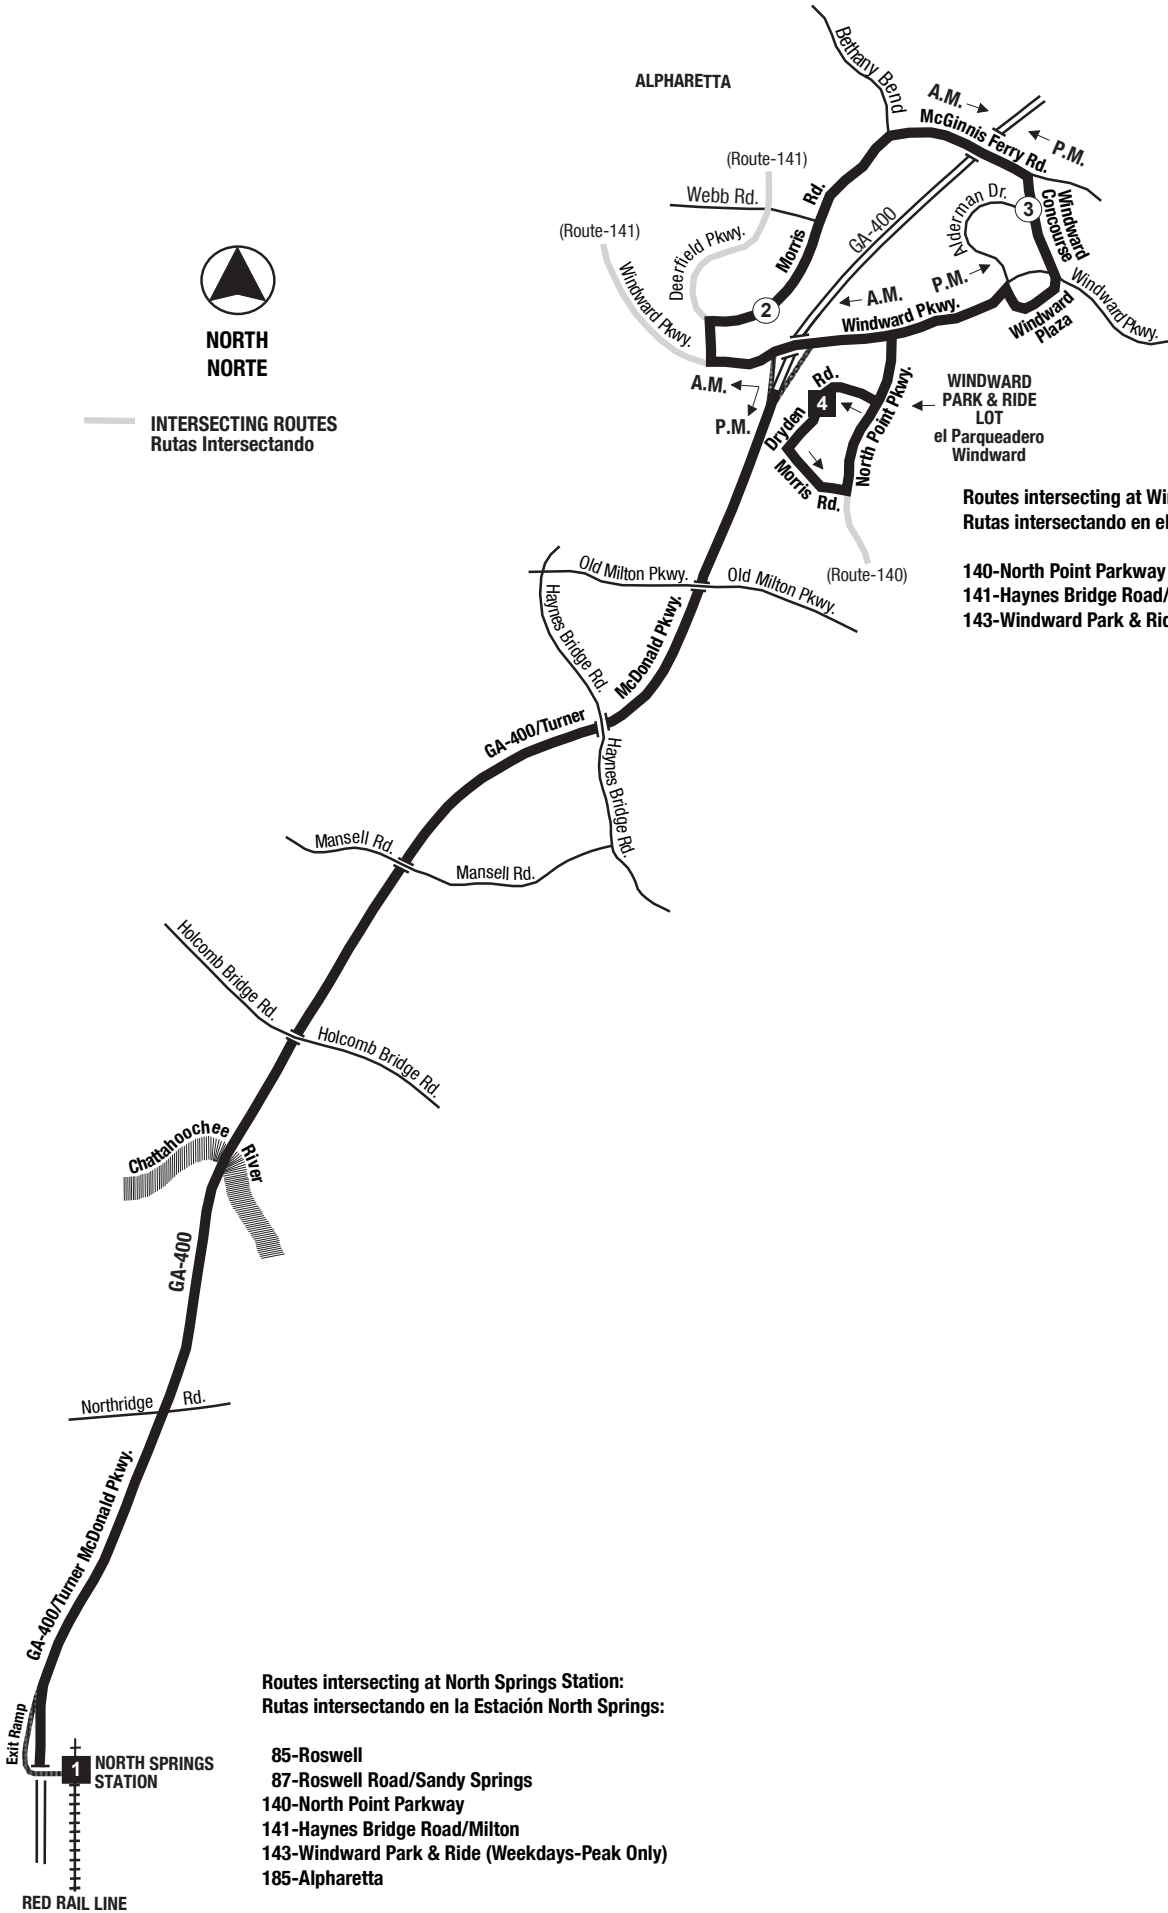 ALPHARETTA
Bethany Bend
A.M.
McGinnis Ferry Rd.
P.M.
(Route-141)
Webb Rd.
Morris Rd.
(Route-141)
Deerfield Pkwy.
Windward Pkwy.
GA-400
Alderman Dr.
3
Windward
Concourse
2
A.M.
P.M.
Windward Pkwy.
Windward
Plaza
Windward Pkwy.
NORTH
NORTE
INTERSECTING ROUTES
Rutas Intersectando
A.M.
P.M.
4
Dryden Rd.
Morris Rd.
North Point Pkwy.
WINDWARD
PARK & RIDE
LOT
el Parqueadero
Windward
Routes intersecting at Wi
Rutas intersectando en el
140-North Point Parkway
141-Haynes Bridge Road/
143-Windward Park & Rid
(Route-140)
Old Milton Pkwy.
Old Milton Pkwy.
Haynes Bridge Rd.
McDonald Pkwy.
GA-400/Turner
Haynes Bridge Rd.
Mansell Rd.
Mansell Rd.
Holcomb Bridge Rd.
Holcomb Bridge Rd.
Chattahoochee River
GA-400
Northridge Rd.
GA-400/Turner McDonald Pkwy.
Exit Ramp
1
NORTH SPRINGS
STATION
RED RAIL LINE
Routes intersecting at North Springs Station:
Rutas intersectando en la Estación North Springs:
85-Roswell
87-Roswell Road/Sandy Springs
140-North Point Parkway
141-Haynes Bridge Road/Milton
143-Windward Park & Ride (Weekdays-Peak Only)
185-Alpharetta